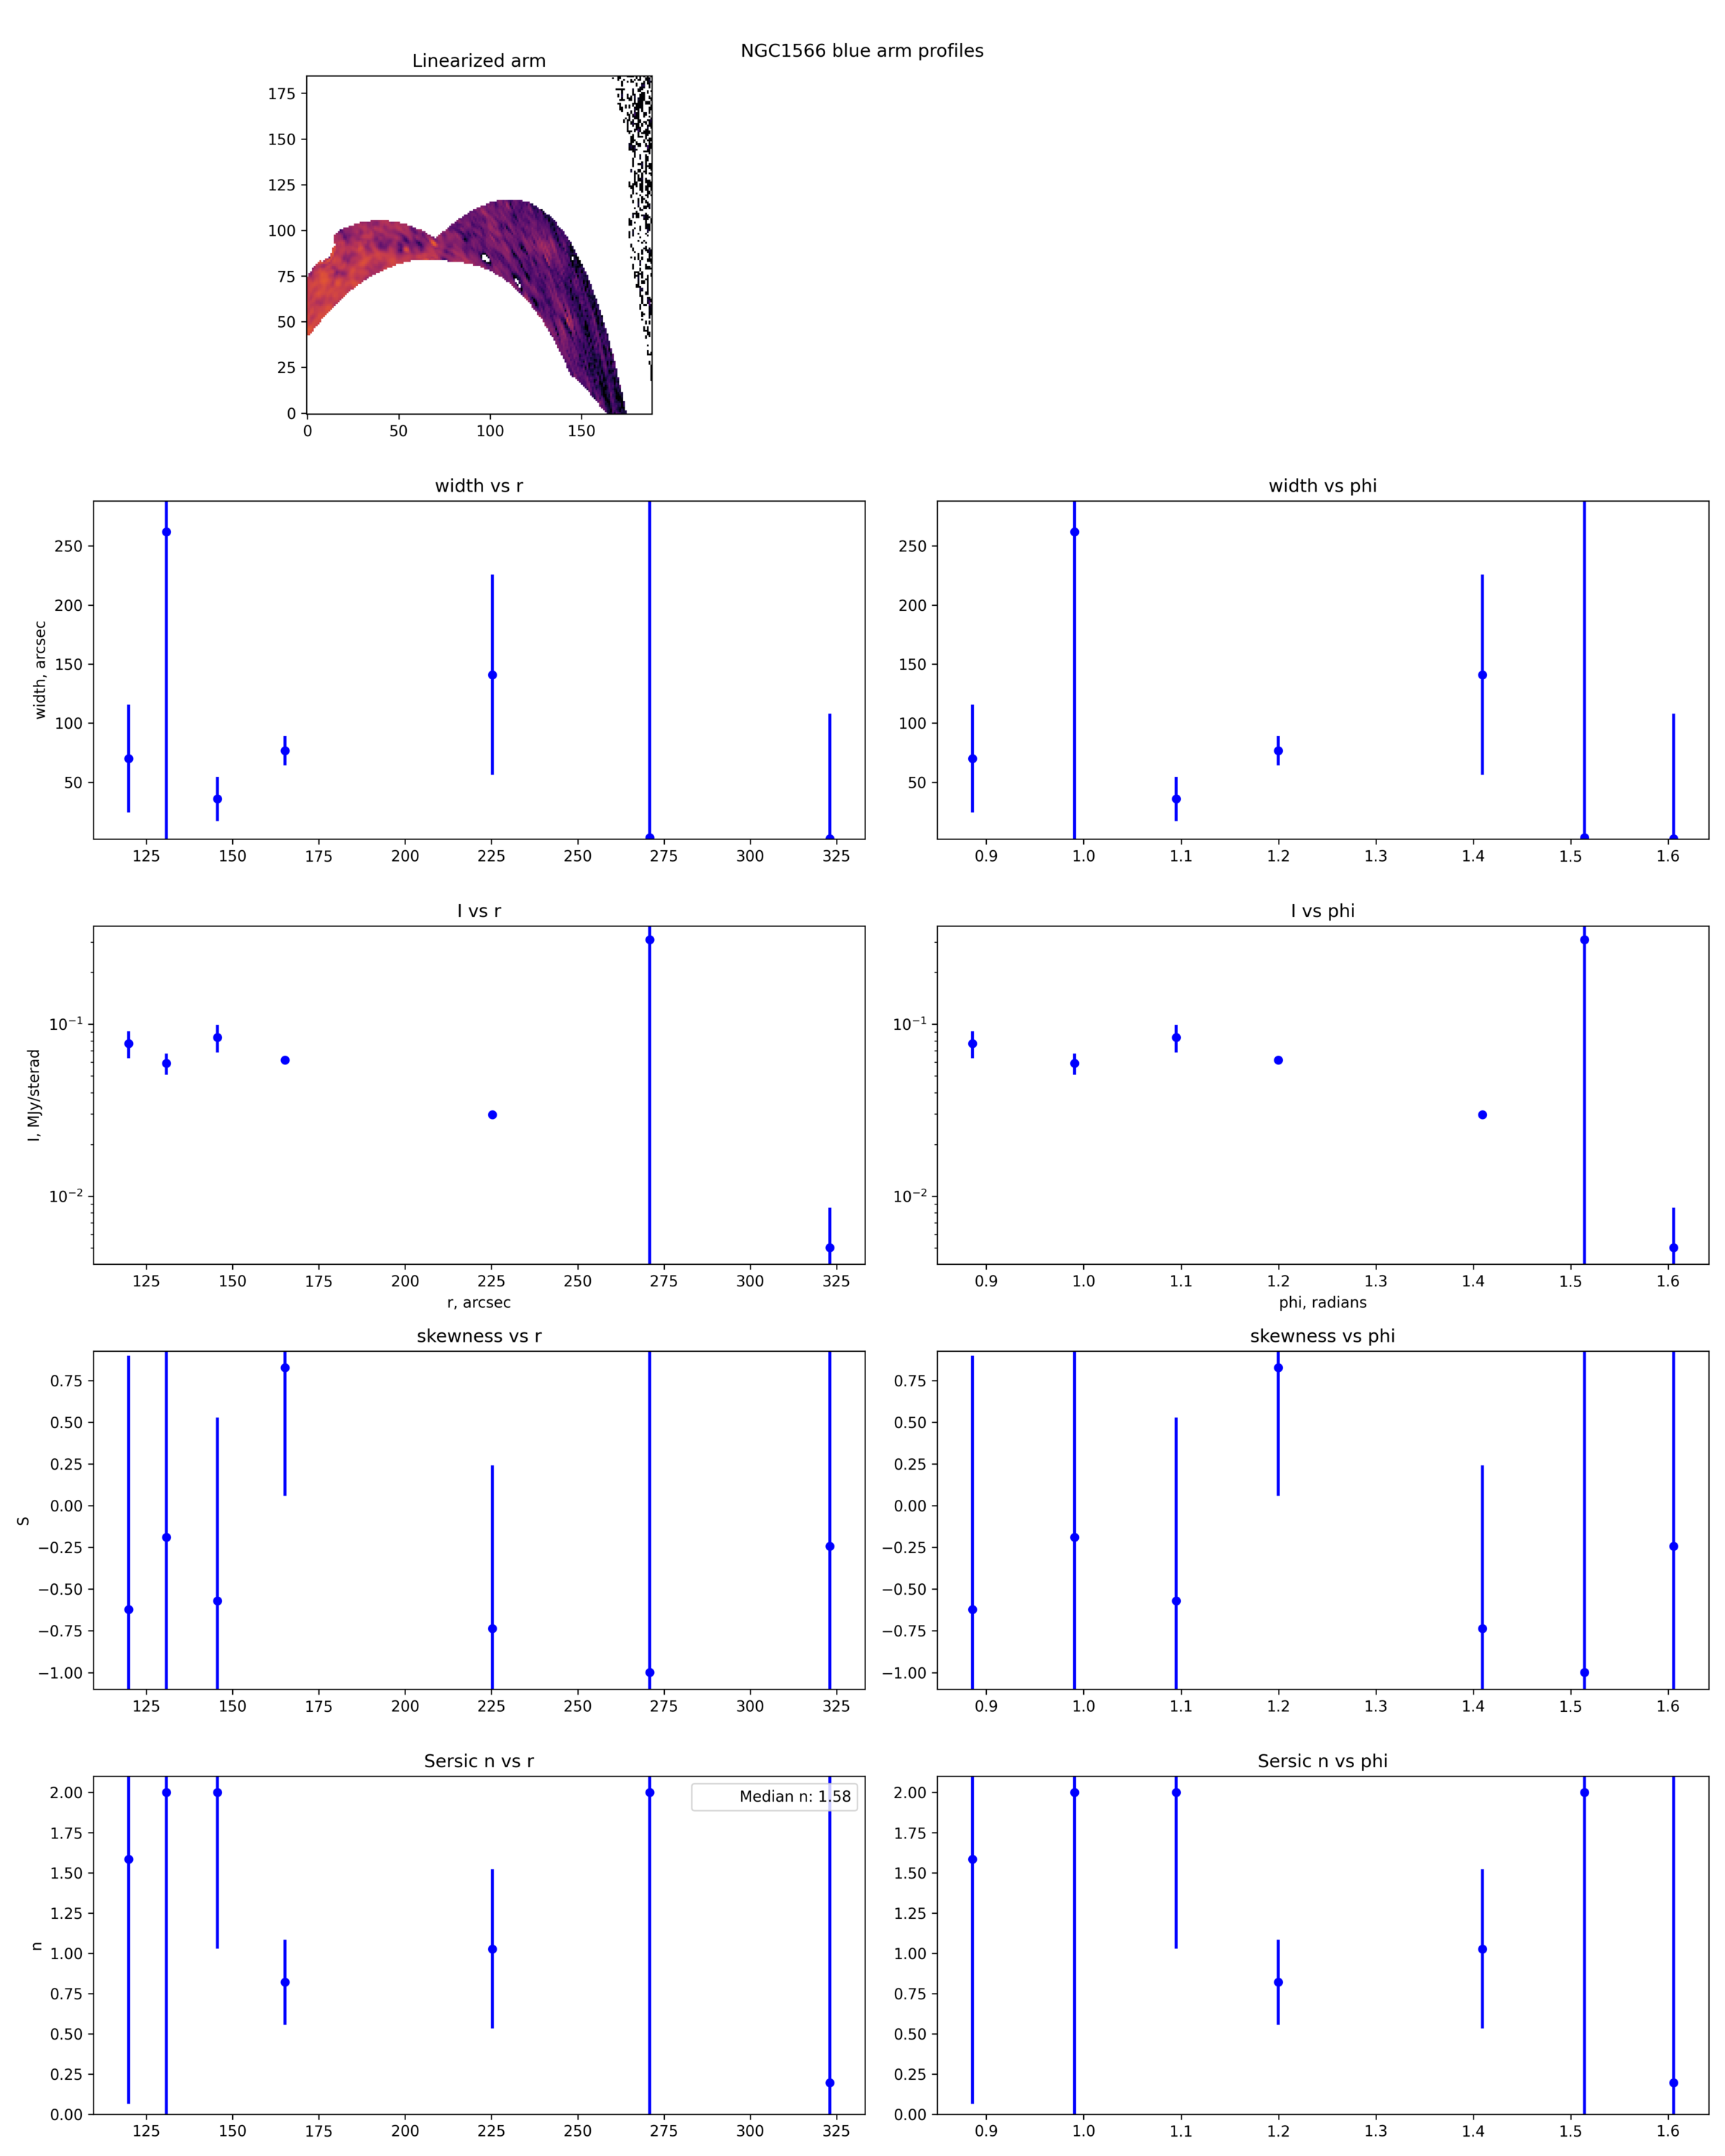 NGC1566 blue arm profiles
Linearized arm
175
150
125
100
75
50
25
0
0 50 100 150
width vs r
width, arcsec
250
200
150
100
50
125 150 175 200 225 250 275 300 325
width vs phi
250
200
150
100
50
0.9 1.0 1.1 1.2 1.3 1.4 1.5 1.6
I vs r
I, MJy/sterad
10⁻¹
10⁻²
125 150 175 200 225 250 275 300 325
r, arcsec
I vs phi
10⁻¹
10⁻²
0.9 1.0 1.1 1.2 1.3 1.4 1.5 1.6
phi, radians
skewness vs r
S
0.75
0.50
0.25
0.00
−0.25
−0.50
−0.75
−1.00
125 150 175 200 225 250 275 300 325
skewness vs phi
0.75
0.50
0.25
0.00
−0.25
−0.50
−0.75
−1.00
0.9 1.0 1.1 1.2 1.3 1.4 1.5 1.6
Sersic n vs r
n
Median n: 1.58
2.00
1.75
1.50
1.25
1.00
0.75
0.50
0.25
0.00
125 150 175 200 225 250 275 300 325
Sersic n vs phi
2.00
1.75
1.50
1.25
1.00
0.75
0.50
0.25
0.00
0.9 1.0 1.1 1.2 1.3 1.4 1.5 1.6